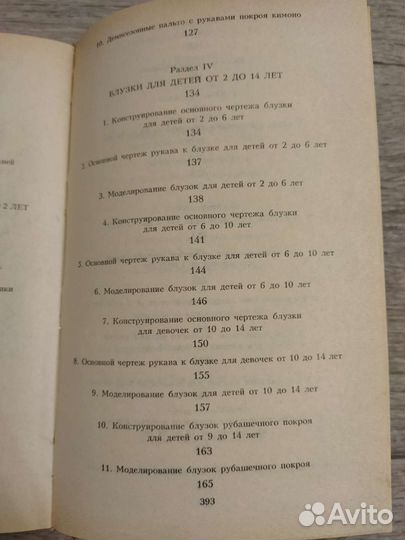 10. Демисезонные пальто с рукавами покроя кимоно
127
Раздел IV
БЛУЗКИ ДЛЯ ДЕТЕЙ ОТ 2 ДО 14 ЛЕТ
134
1. Конструирование основного чертежа блузки
для детей от 2 до 6 лет
134
2. Основной чертеж рукава к блузке для детей от 2 до 6 лет
137
3. Моделирование блузок для детей от 2 до 6 лет
138
4. Конструирование основного чертежа блузки
для детей от 6 до 10 лет
141
5. Основной чертеж рукава к блузке для детей от 6 до 10 лет
144
6. Моделирование блузок для детей от 6 до 10 лет
146
7. Конструирование основного чертежа блузки
для девочек от 10 до 14 лет
150
8. Основной чертеж рукава к блузке для девочек от 10 до 14 лет
155
9. Моделирование блузок для детей от 10 до 14 лет
157
10. Конструирование блузок рубашечного покроя
для детей от 9 до 14 лет
163
11. Моделирование блузок рубашечного покроя
165
393
2 ЛЕТ
Avito